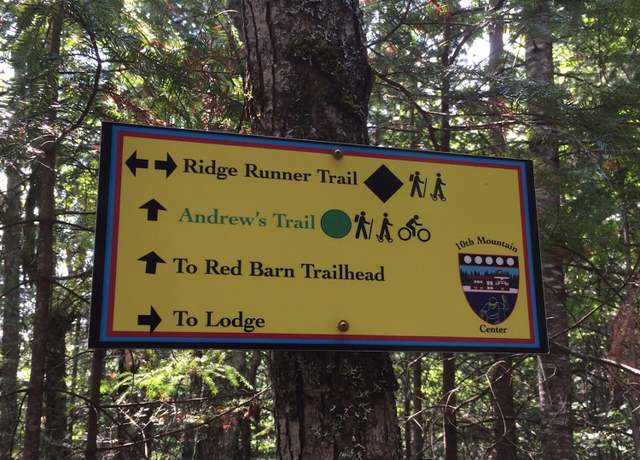 Ridge Runner Trail
Andrew's Trail
To Red Barn Trailhead
To Lodge
10th Mountain
Center